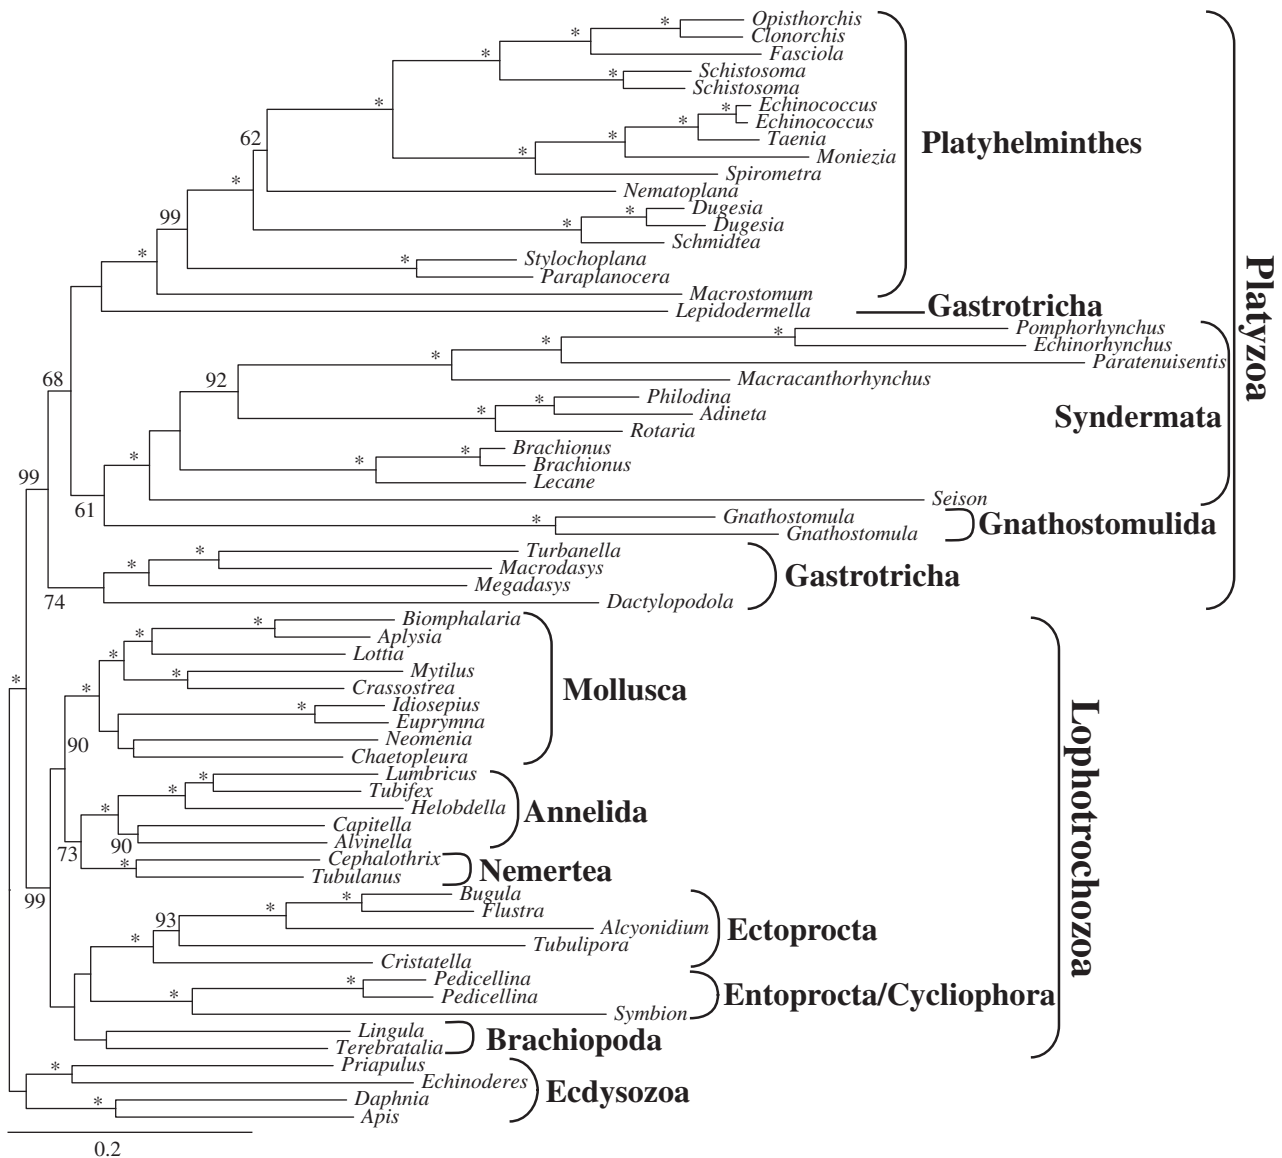 Opisthorchis
Clonorchis
Fasciola
Schistosoma
Schistosoma
Echinococcus
Echinococcus
Taenia
Moniezia
Spirometra
Nematoplana
Dugesia
Dugesia
Schmidtea
Stylochoplana
Paraplanocera
Macrostomum
Lepidodermella
Pomphorhynchus
Echinorhynchus
Paratenuisentis
Macracanthorhynchus
Philodina
Adineta
Rotaria
Brachionus
Brachionus
Lecane
Seison
Gnathostomula
Gnathostomula
Turbanella
Macrodasys
Megadasys
Dactylopodola
Biomphalaria
Aplysia
Lottia
Mytilus
Crassostrea
Idiosepius
Euprymna
Neomenia
Chaetopleura
Lumbricus
Tubifex
Helobdella
Capitella
Alvinella
Cephalothrix
Tubulanus
Bugula
Flustra
Alcyonidium
Tubulipora
Cristatella
Pedicellina
Pedicellina
Symbion
Lingula
Terebratalia
Priapulus
Echinoderes
Daphnia
Apis
Platyhelminthes
Gastrotricha
Syndermata
Gnathostomulida
Gastrotricha
Mollusca
Annelida
Nemertea
Ectoprocta
Entoprocta/Cycliophora
Brachiopoda
Ecdysozoa
Platyzoa
Lophotrochozoa
62
99
68
92
99
61
74
90
90
73
99
93
0.2